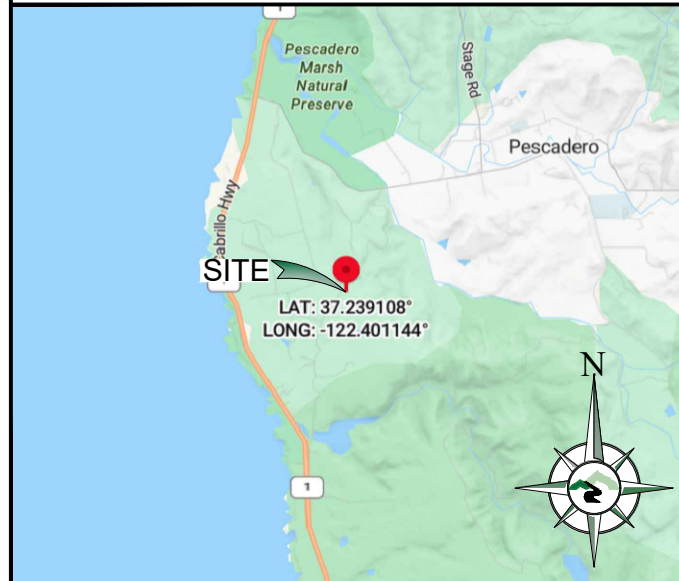 1
Pescadero
Marsh
Natural
Preserve
Stage Rd
Pescadero
Cabrillo Hwy
SITE
LAT: 37.239108°
LONG: -122.401144°
N
1